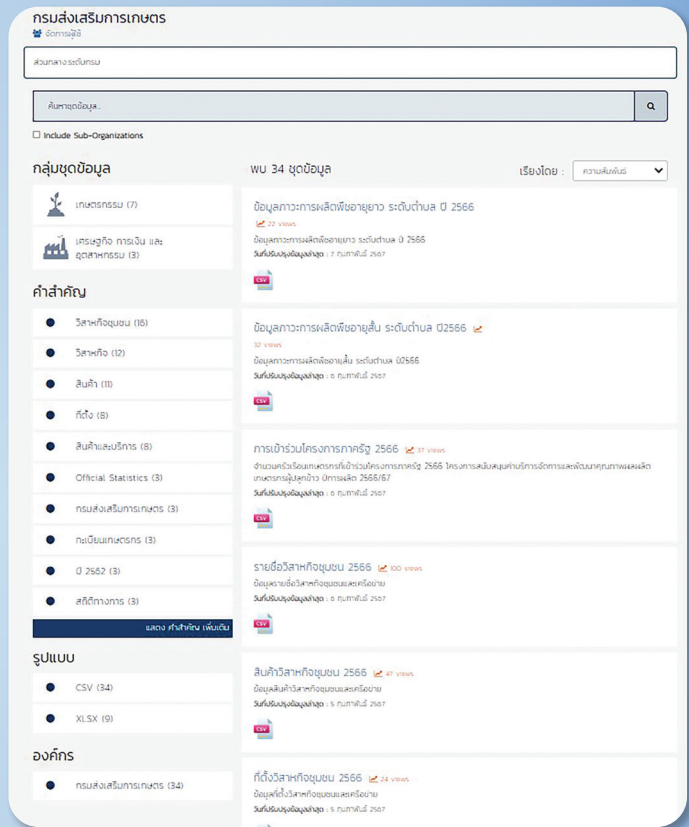 กรมส่งเสริมการเกษตร
จัดการผู้ใช้
ส่วนกลาง:ระดับกรม
ค้นหาชุดข้อมูล...
Include Sub-Organizations
กลุ่มชุดข้อมูล
เกษตรกรรม (7)
เศรษฐกิจ การเงิน และ
อุตสาหกรรม (3)
คำสำคัญ
วิสาหกิจชุมชน (16)
วิสาหกิจ (12)
สินค้า (11)
ที่ตั้ง (8)
สินค้าและบริการ (8)
Official Statistics (3)
กรมส่งเสริมการเกษตร (3)
ทะเบียนเกษตรกร (3)
ปี 2562 (3)
สถิติทางการ (3)
แสดง คำสำคัญ เพิ่มเติม
รูปแบบ
CSV (34)
XLSX (9)
องค์กร
กรมส่งเสริมการเกษตร (34)
พบ 34 ชุดข้อมูล
เรียงโดย : ความสัมพันธ์
ข้อมูลภาวะการผลิตพืชอายุยาว ระดับตำบล ปี 2566
22 views
ข้อมูลภาวะการผลิตพืชอายุยาว ระดับตำบล ปี 2566
วันที่ปรับปรุงข้อมูลล่าสุด : 7 กุมภาพันธ์ 2567
CSV
ข้อมูลภาวะการผลิตพืชอายุสั้น ระดับตำบล ปี2566
32 views
ข้อมูลภาวะการผลิตพืชอายุสั้น ระดับตำบล ปี2566
วันที่ปรับปรุงข้อมูลล่าสุด : 6 กุมภาพันธ์ 2567
CSV
การเข้าร่วมโครงการภาครัฐ 2566 37 views
จำนวนครัวเรือนเกษตรกรที่เข้าร่วมโครงการภาครัฐ 2566 โครงการสนับสนุนค่าบริหารจัดการและพัฒนาคุณภาพผลผลิต
เกษตรกรผู้ปลูกข้าว ปีการผลิต 2566/67
วันที่ปรับปรุงข้อมูลล่าสุด : 6 กุมภาพันธ์ 2567
CSV
รายชื่อวิสาหกิจชุมชน 2566 100 views
ข้อมูลรายชื่อวิสาหกิจชุมชนและเครือข่าย
วันที่ปรับปรุงข้อมูลล่าสุด : 6 กุมภาพันธ์ 2567
CSV
สินค้าวิสาหกิจชุมชน 2566 47 views
ข้อมูลสินค้าวิสาหกิจชุมชนและเครือข่าย
วันที่ปรับปรุงข้อมูลล่าสุด : 5 กุมภาพันธ์ 2567
CSV
ที่ตั้งวิสาหกิจชุมชน 2566 24 views
ข้อมูลที่ตั้งวิสาหกิจชุมชนและเครือข่าย
วันที่ปรับปรุงข้อมูลล่าสุด : 5 กุมภาพันธ์ 2567